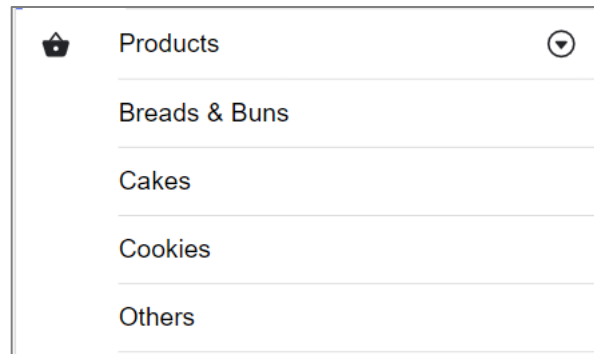 Products
Breads & Buns
Cakes
Cookies
Others